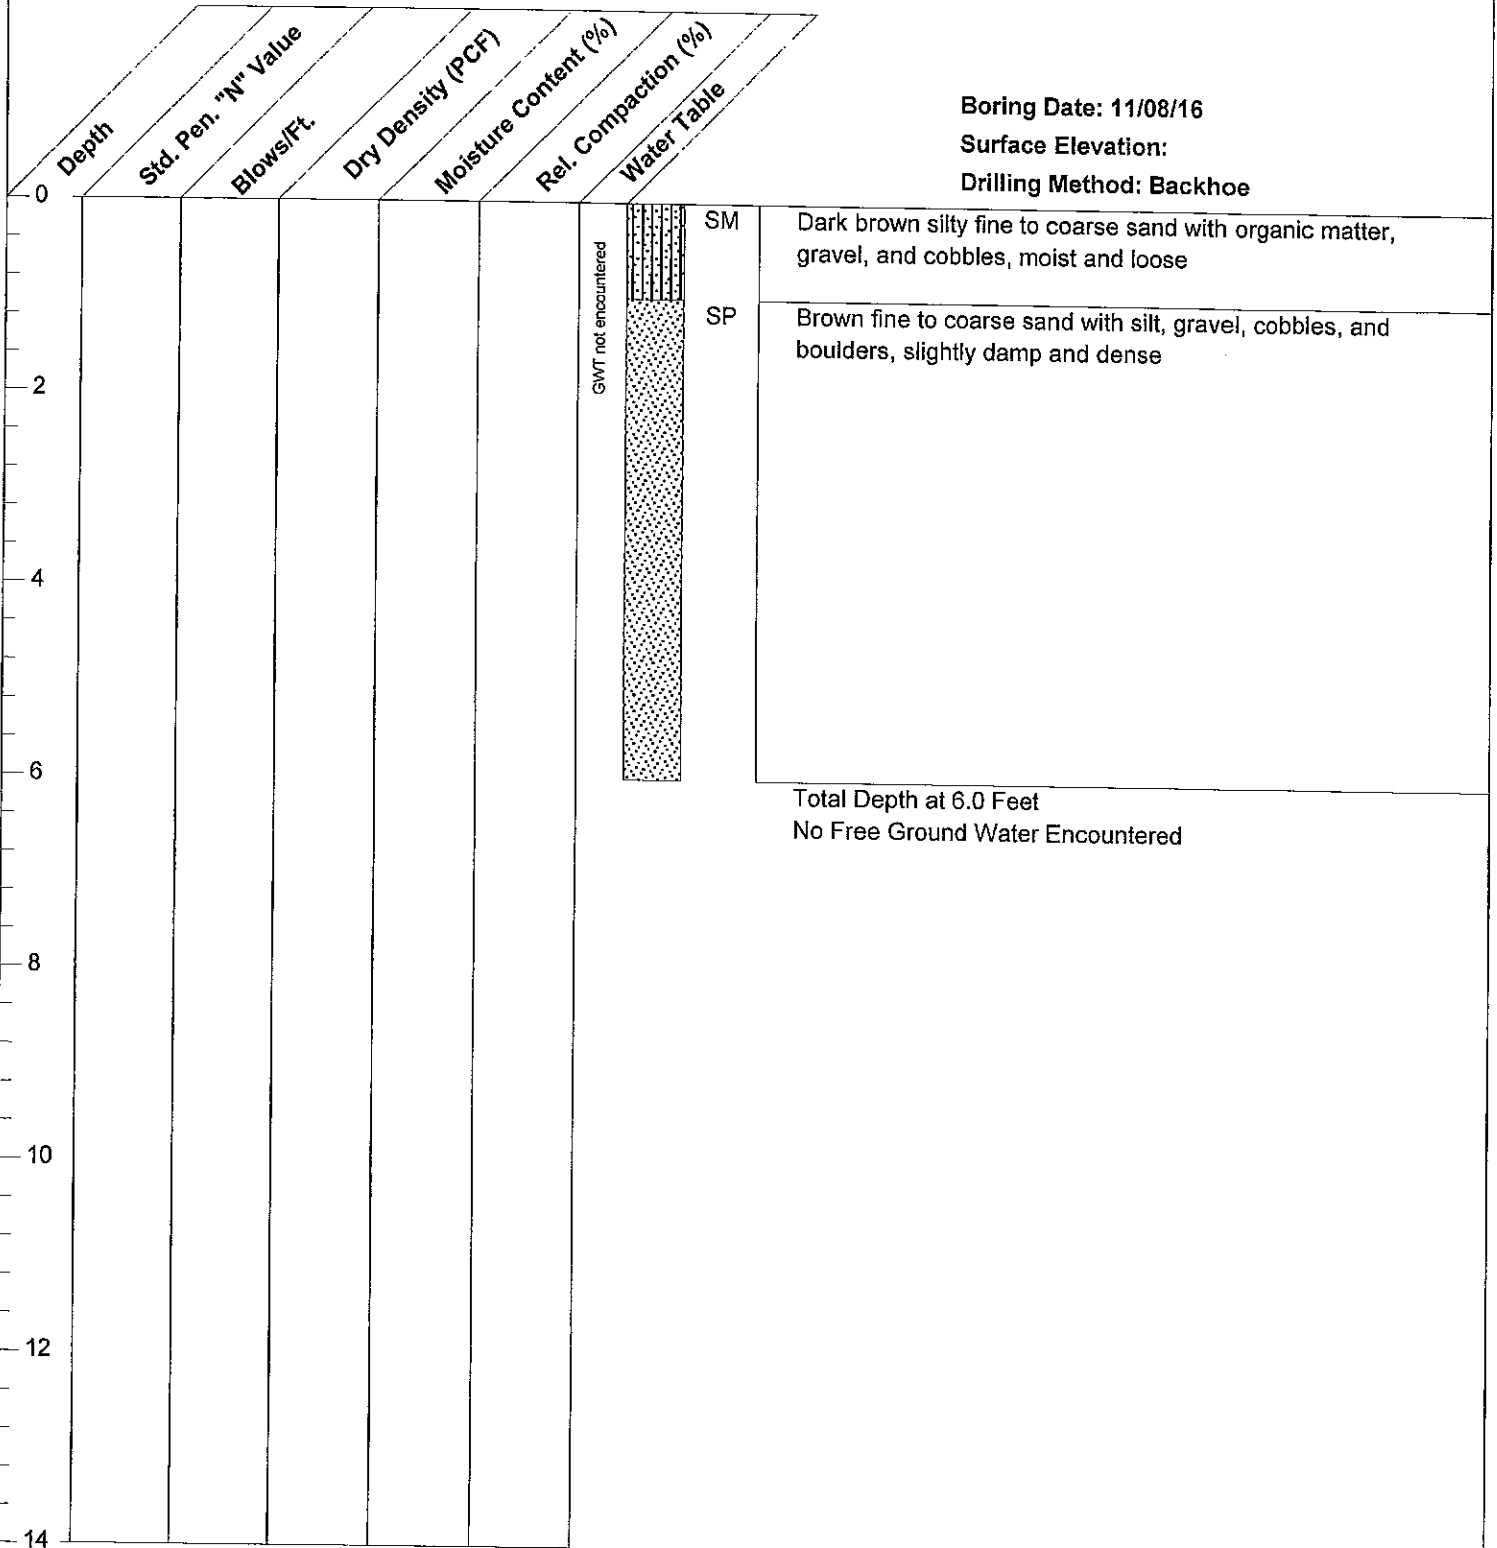 Depth
Std. Pen. "N" Value
Blows/Ft.
Dry Density (PCF)
Moisture Content (%)
Rel. Compaction (%)
Water Table
Boring Date: 11/08/16
Surface Elevation:
Drilling Method: Backhoe
0
GWT not encountered
SM
Dark brown silty fine to coarse sand with organic matter,
gravel, and cobbles, moist and loose
SP
Brown fine to coarse sand with silt, gravel, cobbles, and
boulders, slightly damp and dense
2
4
6
Total Depth at 6.0 Feet
No Free Ground Water Encountered
8
10
12
14